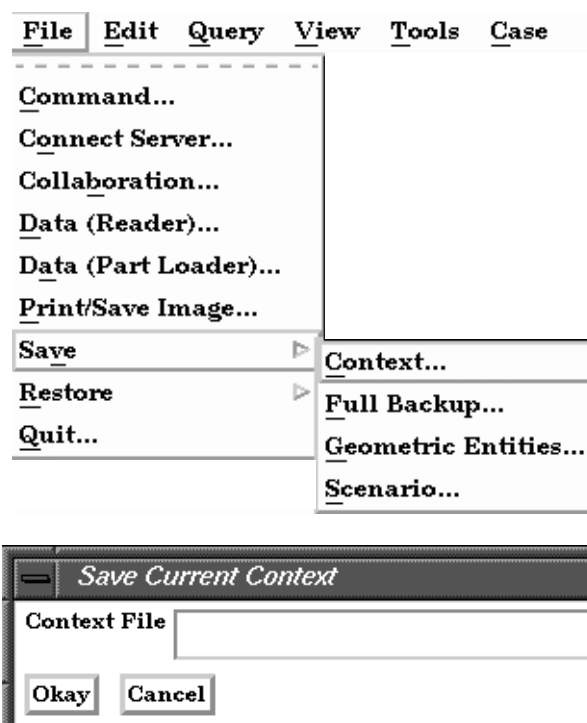 File Edit Query View Tools Case
Command...
Connect Server...
Collaboration...
Data (Reader)...
Data (Part Loader)...
Print/Save Image...
Save
Restore
Quit...
Context...
Full Backup...
Geometric Entities...
Scenario...
Save Current Context
Context File
Okay Cancel